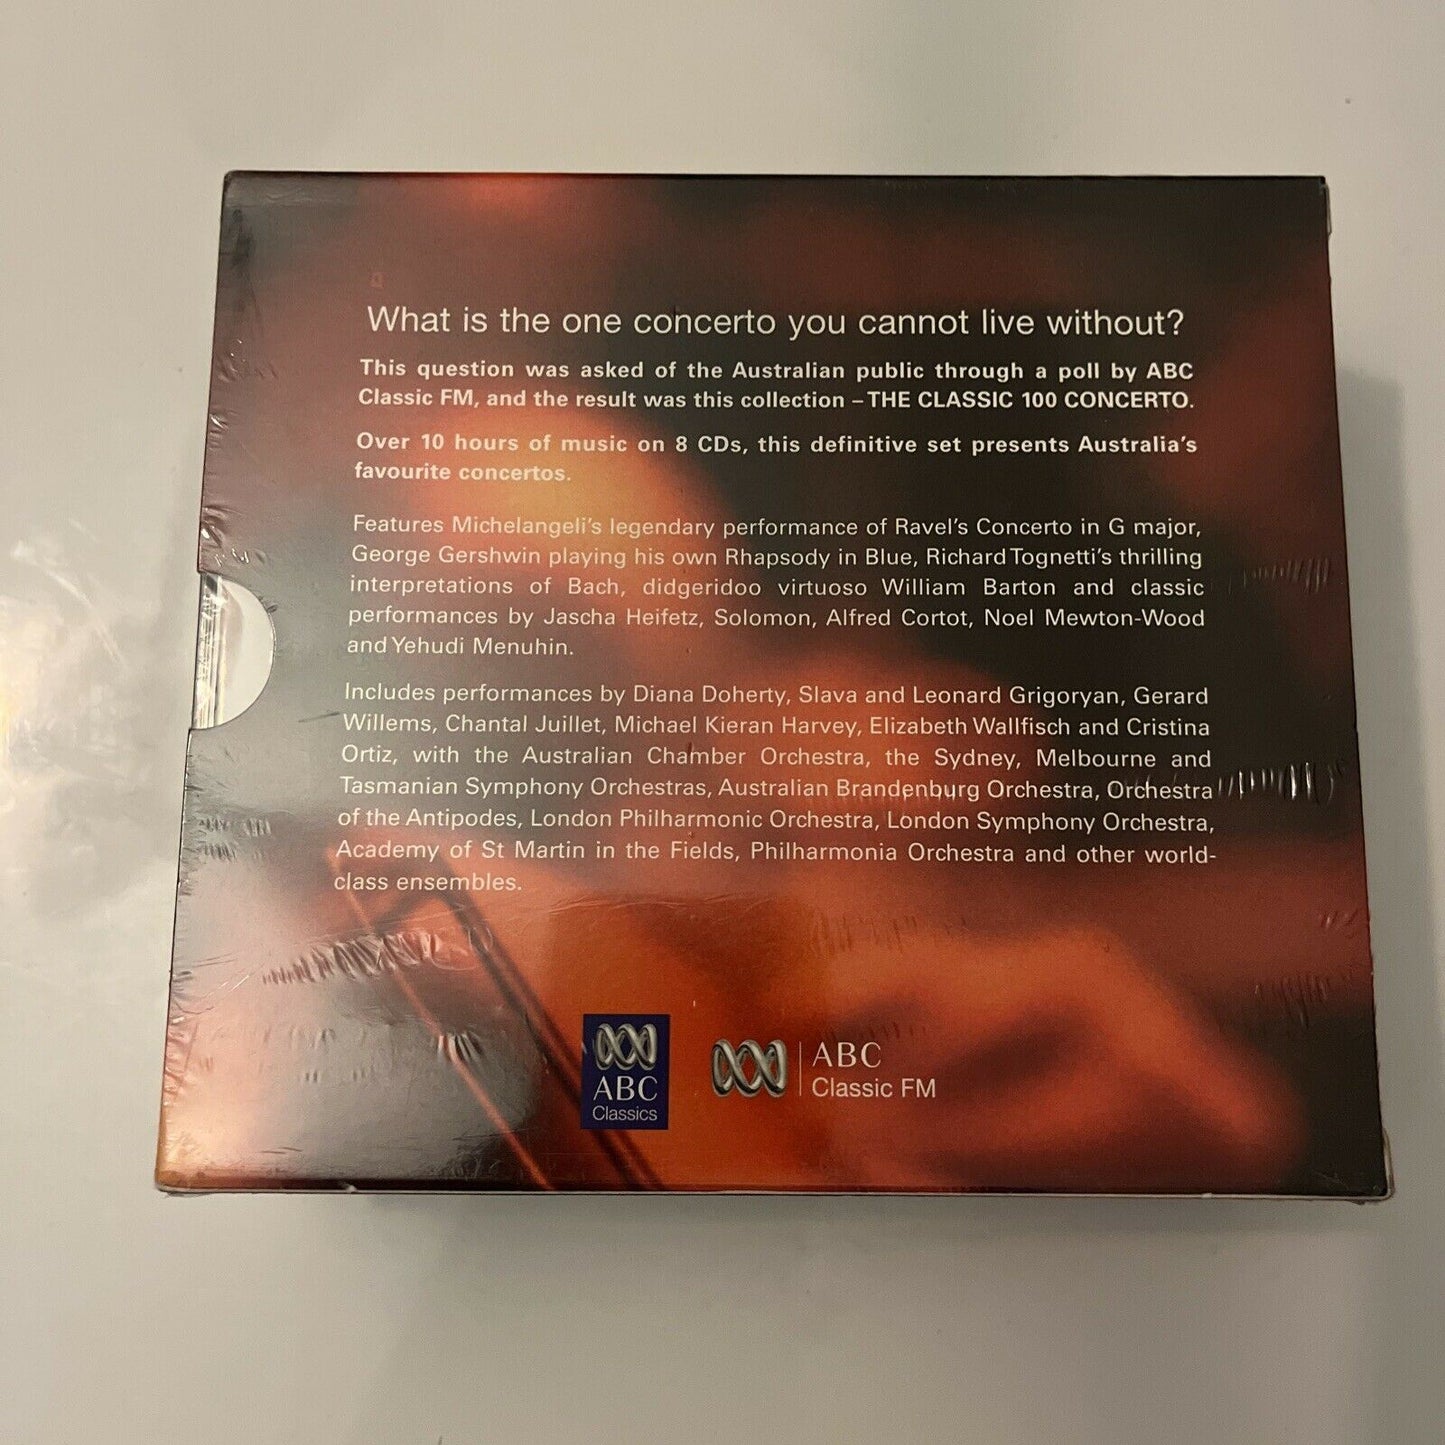 What is the one concerto you cannot live without?
This question was asked of the Australian public through a poll by ABC
Classic FM, and the result was this collection – THE CLASSIC 100 CONCERTO.
Over 10 hours of music on 8 CDs, this definitive set presents Australia's
favourite concertos.
Features Michelangeli's legendary performance of Ravel's Concerto in G major,
George Gershwin playing his own Rhapsody in Blue, Richard Tognetti's thrilling
interpretations of Bach, didgeridoo virtuoso William Barton and classic
performances by Jascha Heifetz, Solomon, Alfred Cortot, Noel Mewton-Wood
and Yehudi Menuhin.
Includes performances by Diana Doherty, Slava and Leonard Grigoryan, Gerard
Willems, Chantal Juillet, Michael Kieran Harvey, Elizabeth Wallfisch and Cristina
Ortiz, with the Australian Chamber Orchestra, the Sydney, Melbourne and
Tasmanian Symphony Orchestras, Australian Brandenburg Orchestra, Orchestra
of the Antipodes, London Philharmonic Orchestra, London Symphony Orchestra,
Academy of St Martin in the Fields, Philharmonia Orchestra and other world-
class ensembles.
ABC
Classics
ABC
Classic FM